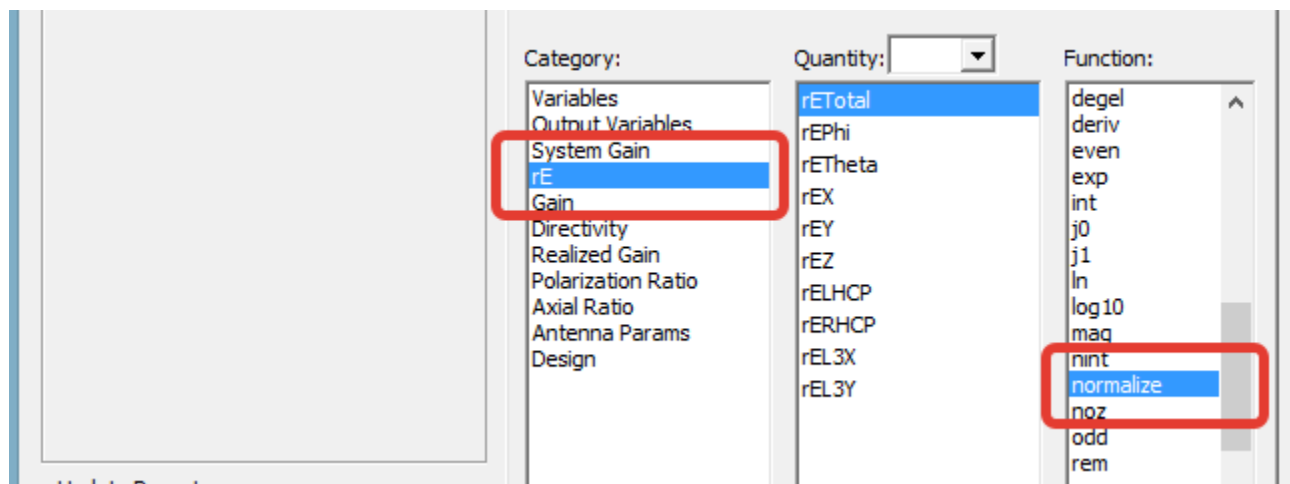 Category:
Quantity:
Function:
Variables
Output Variables
System Gain
rE
Gain
Directivity
Realized Gain
Polarization Ratio
Axial Ratio
Antenna Params
Design
rETotal
rEPhi
rETheta
rEX
rEY
rEZ
rELHCP
rERHCP
rEL3X
rEL3Y
degel
deriv
even
exp
int
j0
j1
ln
log10
mag
nint
normalize
noz
odd
rem